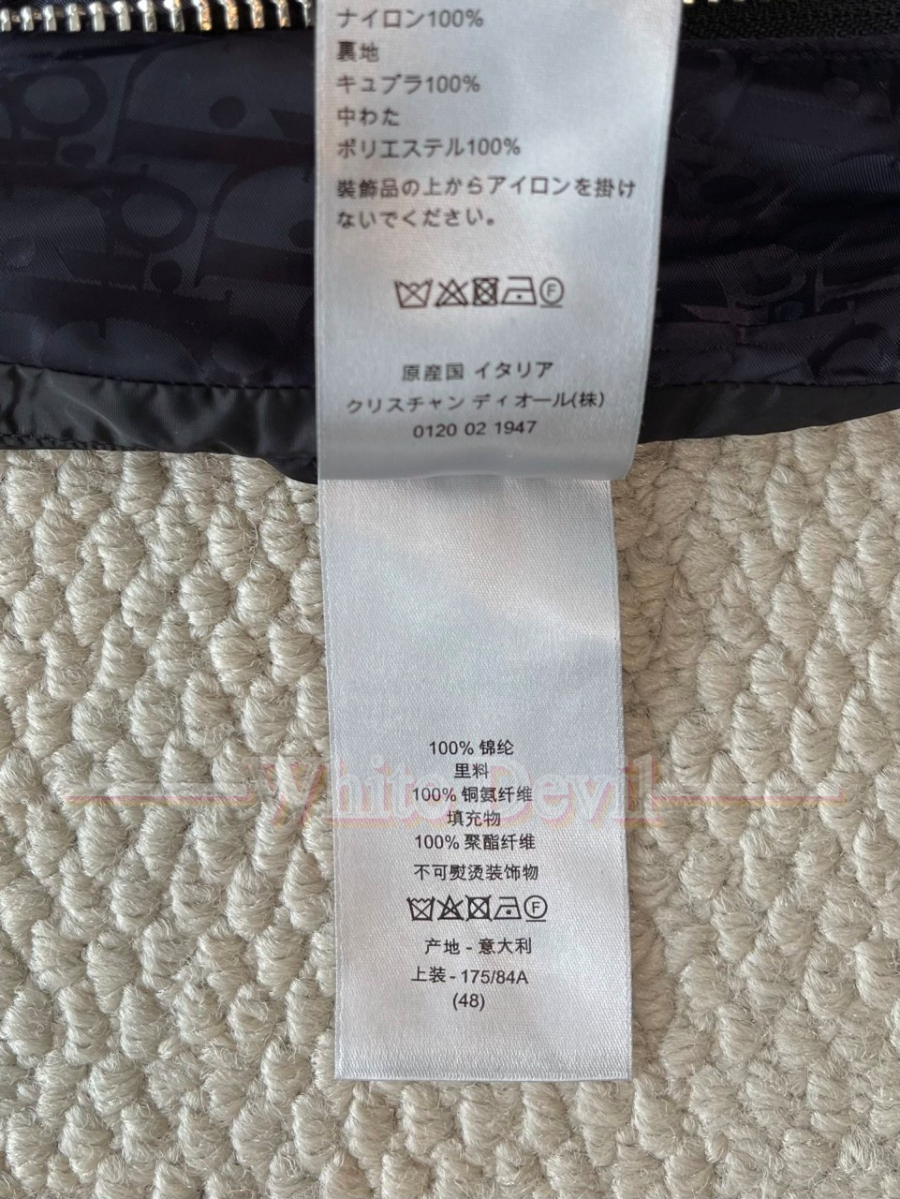 ナイロン100%
裏地
キュプラ100%
中わた
ポリエステル100%
装飾品の上からアイロンを掛け
ないでください。
F
原産国 イタリア
クリスチャン ディオール(株)
0120 02 1947
100% 锦纶
里料
White Devil
100% 铜氨纤维
填充物
100% 聚酯纤维
不可熨烫装饰物
F
产地 - 意大利
上装 - 175/84A
(48)